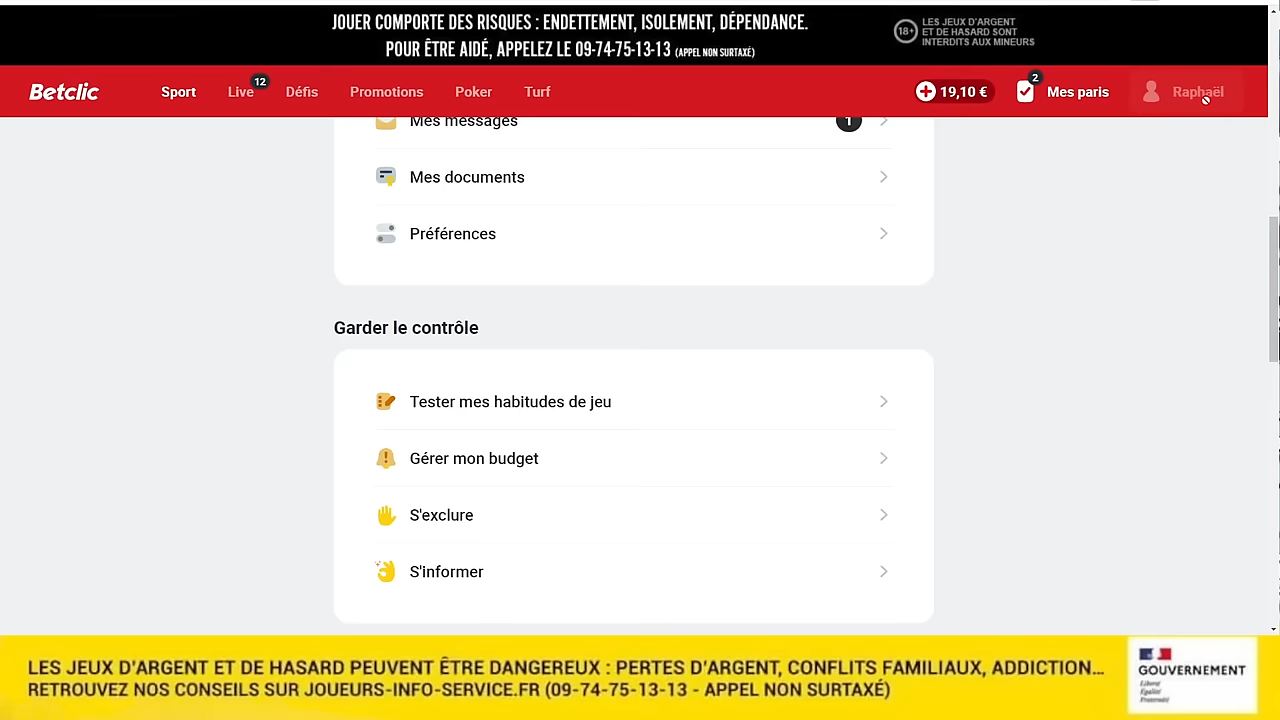 JOUER COMPORTE DES RISQUES : ENDETTEMENT, ISOLEMENT, DÉPENDANCE.
POUR ÊTRE AIDÉ, APPELEZ LE 09-74-75-13-13 (APPEL NON SURTAXÉ)
18+
LES JEUX D'ARGENT
ET DE HASARD SONT
INTERDITS AUX MINEURS
Betclic
Sport
Live
12
Défis
Promotions
Poker
Turf
19,10 €
2
Mes paris
Raphaël
Mes messages
1
Mes documents
Préférences
Garder le contrôle
Tester mes habitudes de jeu
Gérer mon budget
S'exclure
S'informer
LES JEUX D'ARGENT ET DE HASARD PEUVENT ÊTRE DANGEREUX : PERTES D'ARGENT, CONFLITS FAMILIAUX, ADDICTION...
RETROUVEZ NOS CONSEILS SUR JOUEURS-INFO-SERVICE.FR (09-74-75-13-13 - APPEL NON SURTAXÉ)
GOUVERNEMENT
Liberté
Égalité
Fraternité